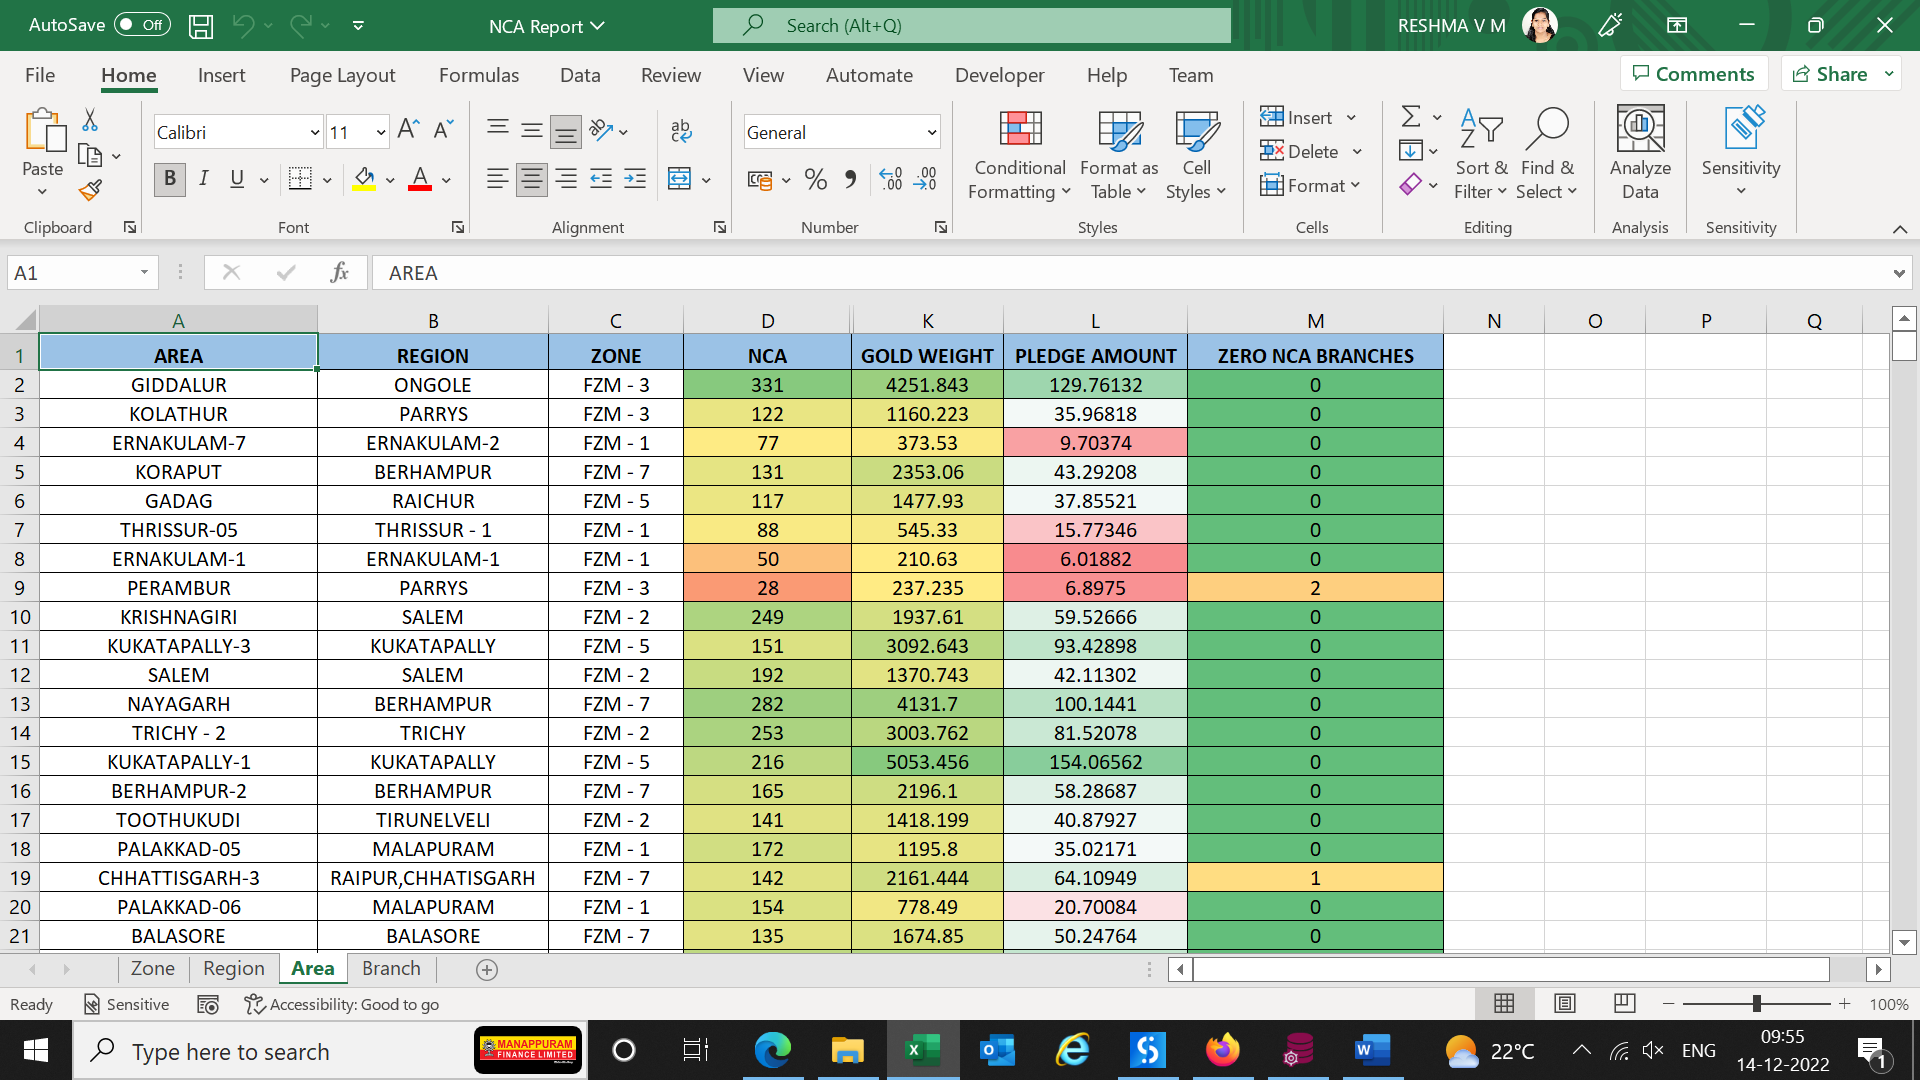 AutoSave Off NCA Report Search (Alt+Q) RESHMA V M
File Home Insert Page Layout Formulas Data Review View Automate Developer Help Team Comments Share
Calibri 11 General Insert
Delete
Paste B I U Conditional Formatting Format as Table Cell Styles Format Sort & Filter Find & Select Analyze Data Sensitivity
Clipboard Font Alignment Number Styles Cells Editing Analysis Sensitivity
A1 fx AREA
A B C D K L M N O P Q
1 AREA REGION ZONE NCA GOLD WEIGHT PLEDGE AMOUNT ZERO NCA BRANCHES
2 GIDDALUR ONGOLE FZM - 3 331 4251.843 129.76132 0
3 KOLATHUR PARRYS FZM - 3 122 1160.223 35.96818 0
4 ERNAKULAM-7 ERNAKULAM-2 FZM - 1 77 373.53 9.70374 0
5 KORAPUT BERHAMPUR FZM - 7 131 2353.06 43.29208 0
6 GADAG RAICHUR FZM - 5 117 1477.93 37.85521 0
7 THRISSUR-05 THRISSUR - 1 FZM - 1 88 545.33 15.77346 0
8 ERNAKULAM-1 ERNAKULAM-1 FZM - 1 50 210.63 6.01882 0
9 PERAMBUR PARRYS FZM - 3 28 237.235 6.8975 2
10 KRISHNAGIRI SALEM FZM - 2 249 1937.61 59.52666 0
11 KUKATAPALLY-3 KUKATAPALLY FZM - 5 151 3092.643 93.42898 0
12 SALEM SALEM FZM - 2 192 1370.743 42.11302 0
13 NAYAGARH BERHAMPUR FZM - 7 282 4131.7 100.1441 0
14 TRICHY - 2 TRICHY FZM - 2 253 3003.762 81.52078 0
15 KUKATAPALLY-1 KUKATAPALLY FZM - 5 216 5053.456 154.06562 0
16 BERHAMPUR-2 BERHAMPUR FZM - 7 165 2196.1 58.28687 0
17 TOOTHUKUDI TIRUNELVELI FZM - 2 141 1418.199 40.87927 0
18 PALAKKAD-05 MALAPURAM FZM - 1 172 1195.8 35.02171 0
19 CHHATTISGARH-3 RAIPUR,CHHATISGARH FZM - 7 142 2161.444 64.10949 1
20 PALAKKAD-06 MALAPURAM FZM - 1 154 778.49 20.70084 0
21 BALASORE BALASORE FZM - 7 135 1674.85 50.24764 0
Zone Region Area Branch
Ready Sensitive Accessibility: Good to go 100%
Type here to search MANAPPURAM FINANCE LIMITED 22°C ENG 09:55
14-12-2022 1